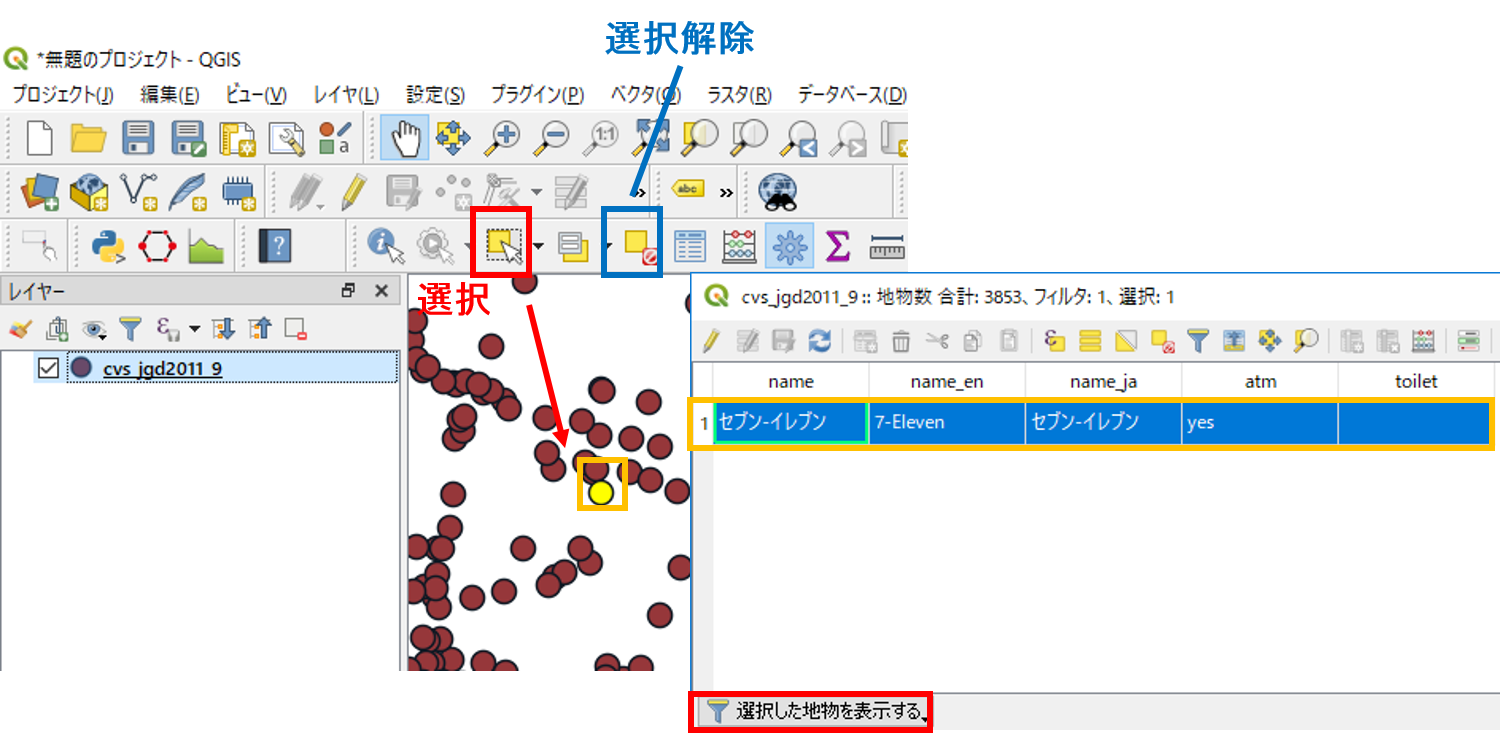 選択解除
*無題のプロジェクト - QGIS
プロジェクト(J) 編集(E) ビュー(V) レイヤ(L) 設定(S) プラグイン(P) ベクタ(O) ラスタ(R) データベース(D)
1:1
a
abc
?
レイヤー
選択
cvs_jgd2011_9
cvs_jgd2011_9 :: 地物数 合計: 3853、フィルタ: 1、選択: 1
name name_en name_ja atm toilet
1 セブン-イレブン 7-Eleven セブン-イレブン yes
選択した地物を表示する